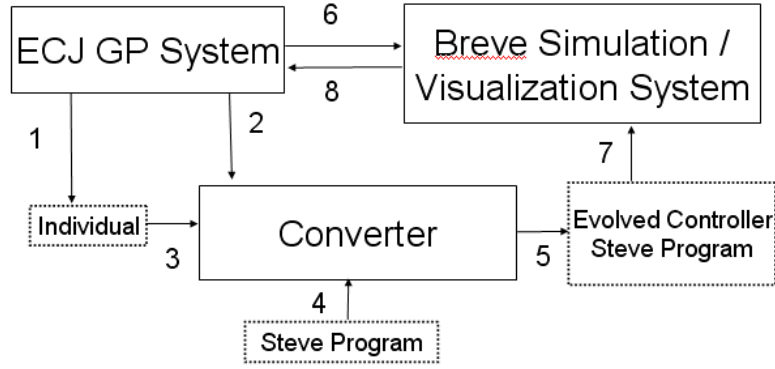 6
ECJ GP System
Breve Simulation /
Visualization System
8
1
2
7
Individual
3
Converter
5
Evolved Controller
Steve Program
4
Steve Program